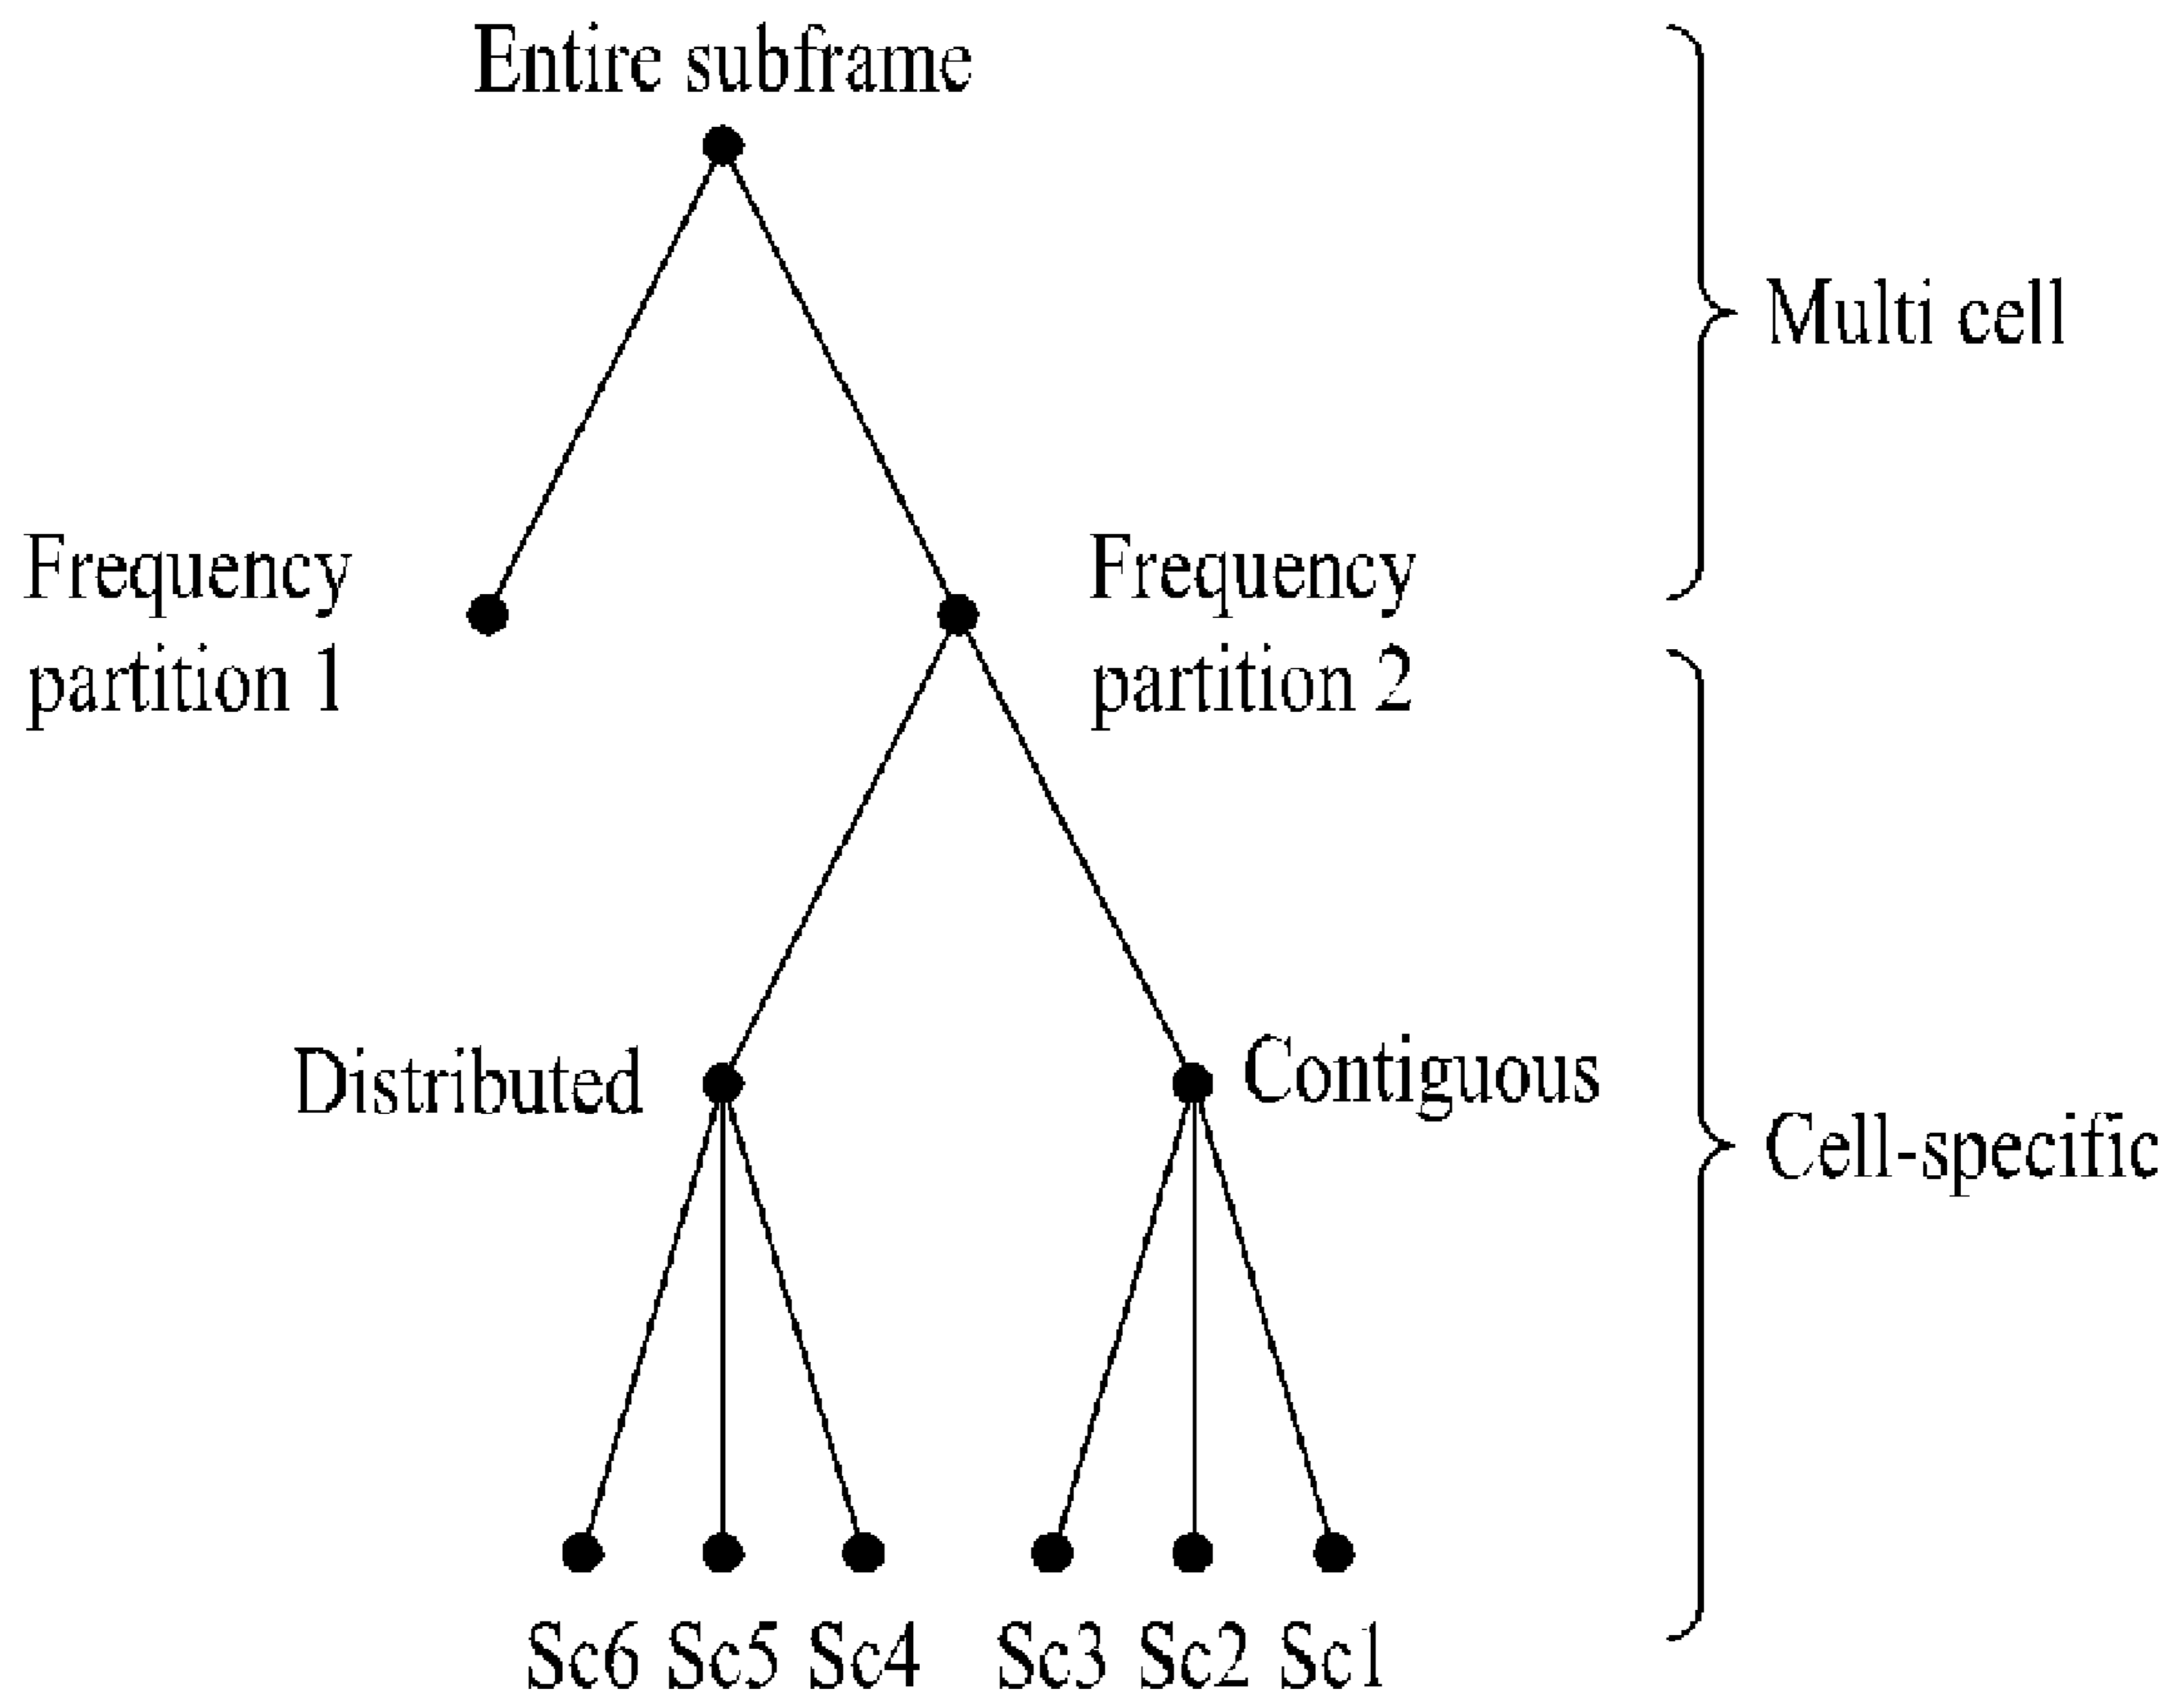 Entire subframe
Multi cell
Frequency
partition 1
Frequency
partition 2
Distributed
Contiguous
Cell-specific
Sc6 Sc5 Sc4 Sc3 Sc2 Sc1